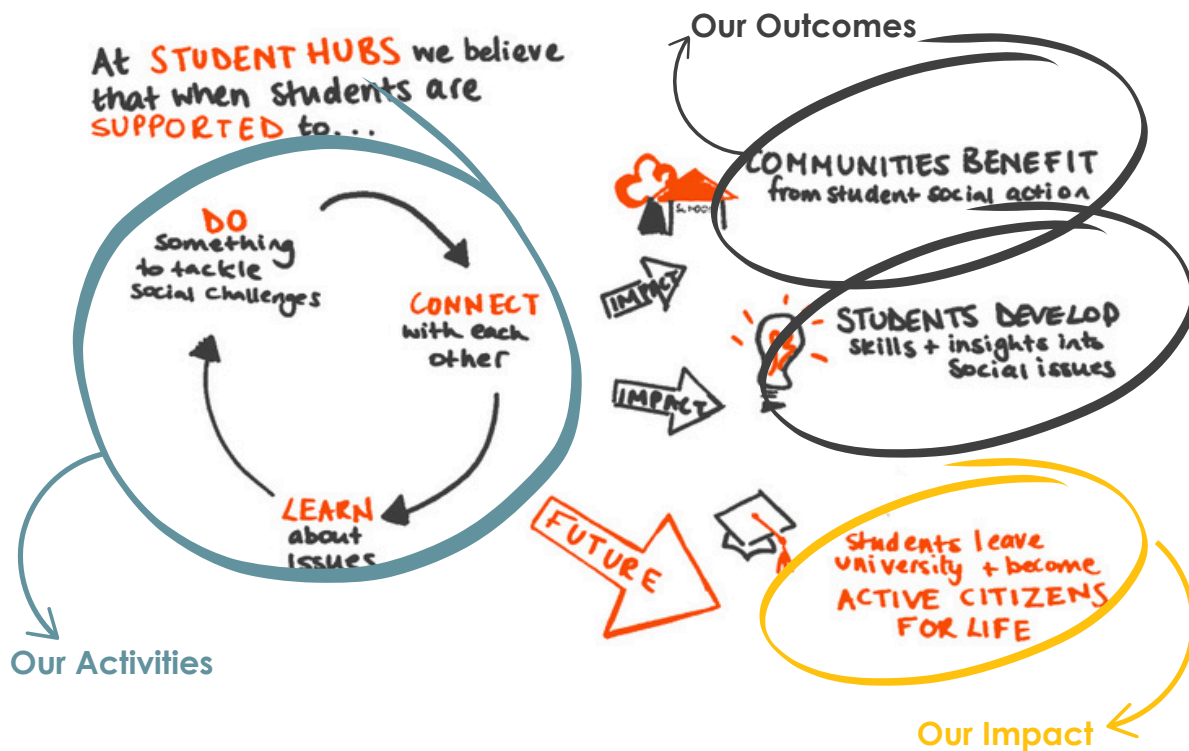 At STUDENT HUBS we believe
that when students are
SUPPORTED to...
DO
something
to tackle
social challenges
CONNECT
with each
other
LEARN
about
issues
Our Activities
Our Outcomes
SCHOOL
COMMUNITIES BENEFIT
from student social action
IMPACT
STUDENTS DEVELOP
skills + insights into
social issues
IMPACT
FUTURE
students leave
university + become
ACTIVE CITIZENS
FOR LIFE
Our Impact